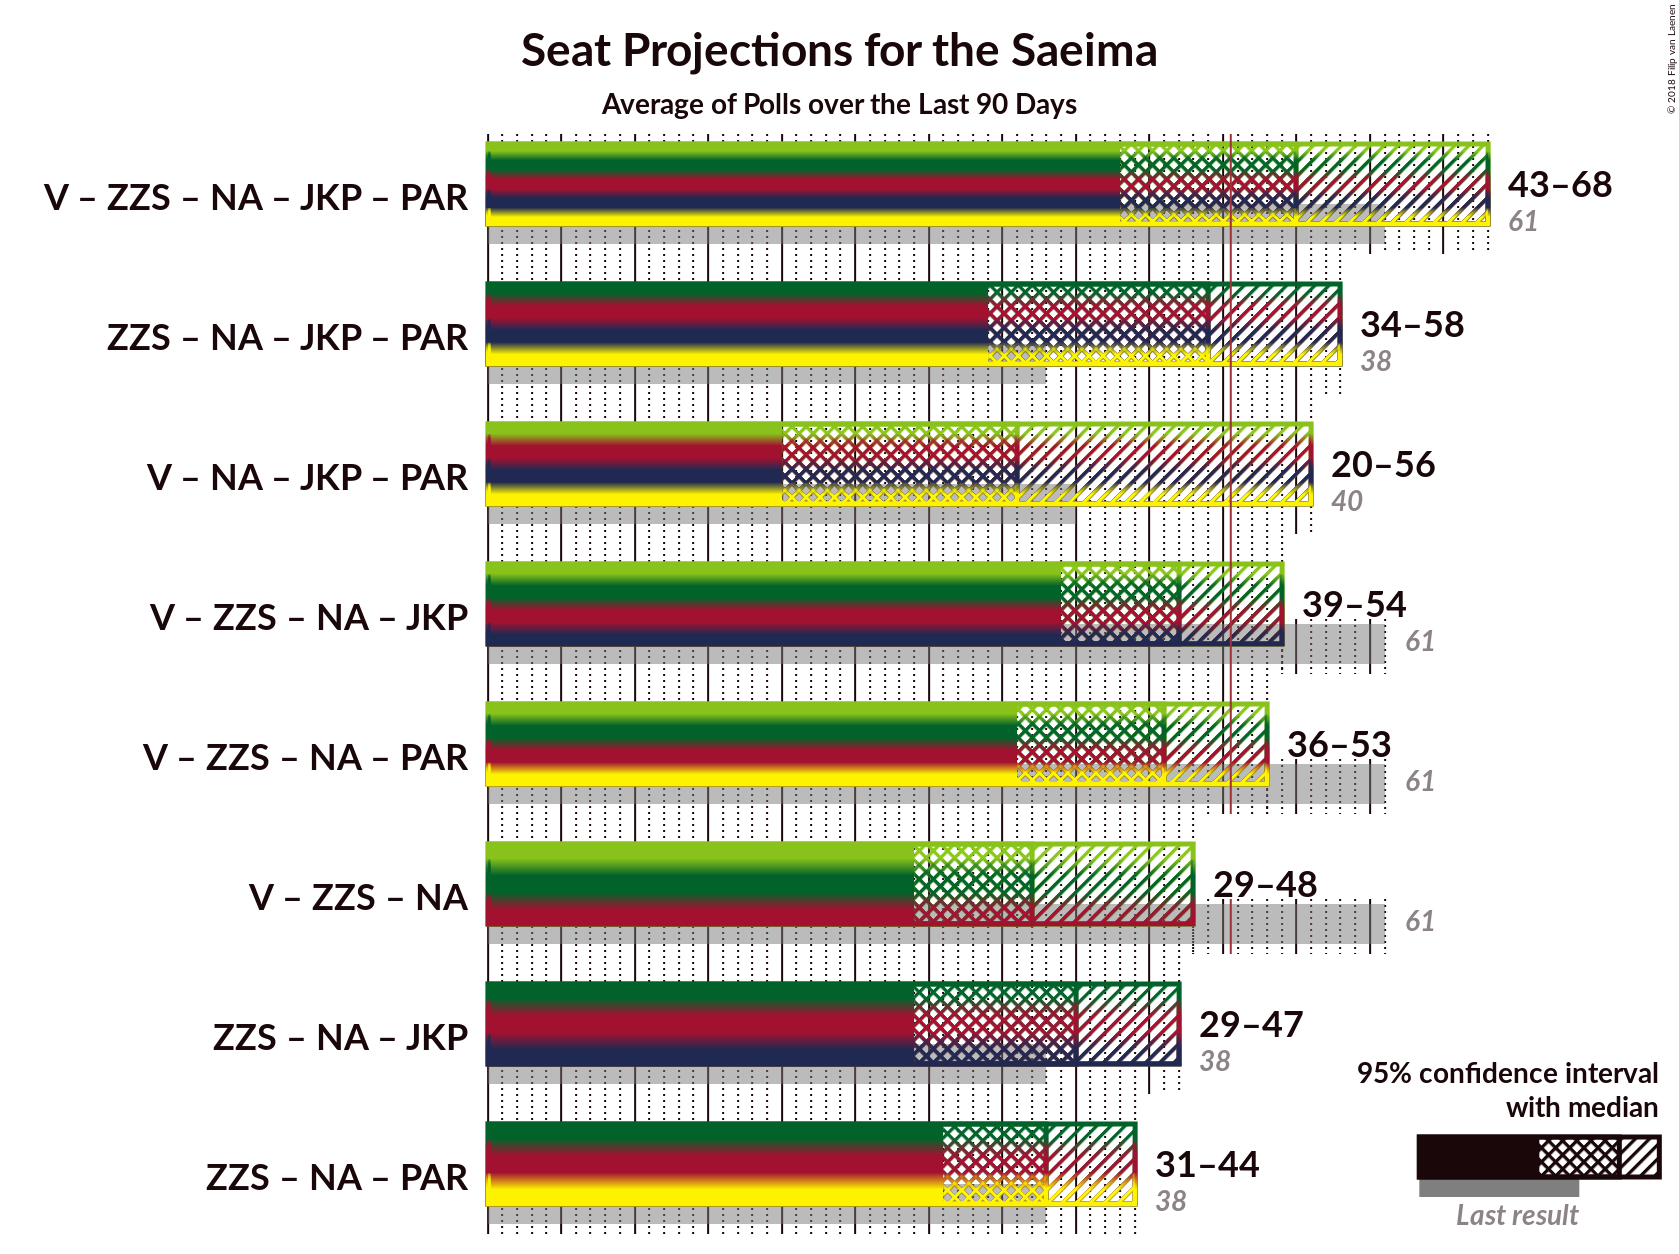 Seat Projections for the Saeima
Average of Polls over the Last 90 Days
© 2018 Filip van Laenen
V – ZZS – NA – JKP – PAR
43–68
61
ZZS – NA – JKP – PAR
34–58
38
V – NA – JKP – PAR
20–56
40
V – ZZS – NA – JKP
39–54
61
V – ZZS – NA – PAR
36–53
61
V – ZZS – NA
29–48
61
ZZS – NA – JKP
29–47
38
ZZS – NA – PAR
31–44
38
95% confidence interval
with median
Last result